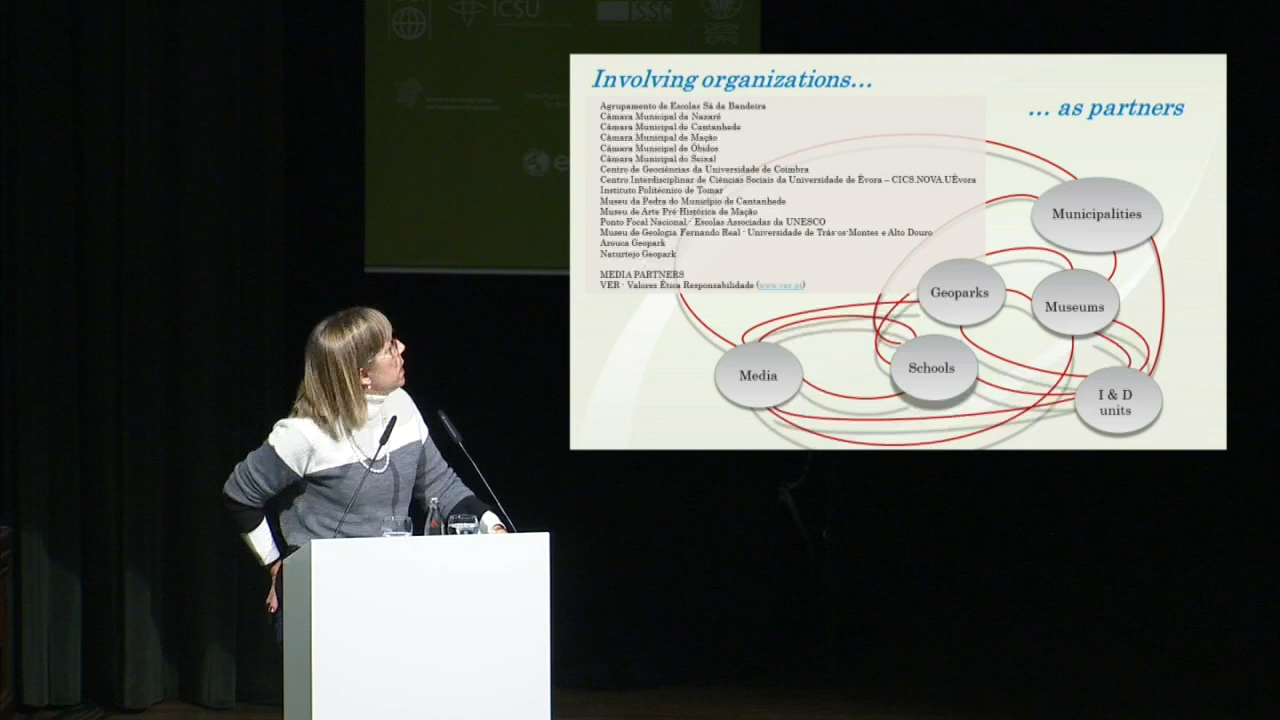 ICSU
ISSC
Involving organizations...
... as partners
Agrupamento de Escolas Sá da Bandeira
Câmara Municipal da Nazaré
Câmara Municipal de Cantanhede
Câmara Municipal de Mação
Câmara Municipal de Óbidos
Câmara Municipal do Seixal
Centro de Geociências da Universidade de Coimbra
Centro Interdisciplinar de Ciências Sociais da Universidade de Évora – CICS.NOVA.UÉvora
Instituto Politécnico de Tomar
Museu da Pedra do Município de Cantanhede
Museu de Arte Pré-Histórica de Mação
Ponto Focal Nacional - Escolas Associadas da UNESCO
Museu de Geologia Fernando Real - Universidade de Trás-os-Montes e Alto Douro
Arouca Geopark
Naturtejo Geopark
MEDIA PARTNERS
VER - Valores Ética Responsabilidade (www.ver.pt)
Municipalities
Geoparks
Museums
Media
Schools
I & D
units